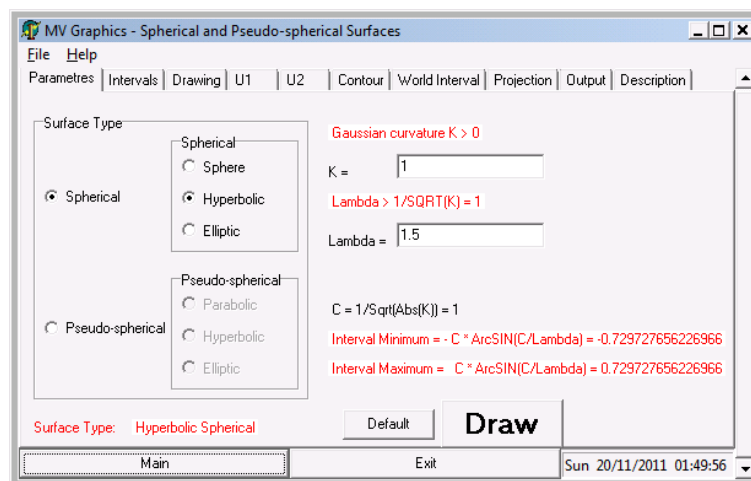 MV Graphics - Spherical and Pseudo-spherical Surfaces
File Help
Parametres Intervals Drawing U1 U2 Contour World Interval Projection Output Description
Surface Type
Spherical
Spherical
Sphere
Hyperbolic
Elliptic
Pseudo-spherical
Pseudo-spherical
Parabolic
Hyperbolic
Elliptic
Gaussian curvature K > 0
K = 1
Lambda > 1/SQRT(K) = 1
Lambda = 1.5
C = 1/Sqrt(Abs(K)) = 1
Interval Minimum = - C * ArcSIN(C/Lambda) = -0.729727656226966
Interval Maximum = C * ArcSIN(C/Lambda) = 0.729727656226966
Surface Type: Hyperbolic Spherical
Default Draw
Main Exit Sun 20/11/2011 01:49:56